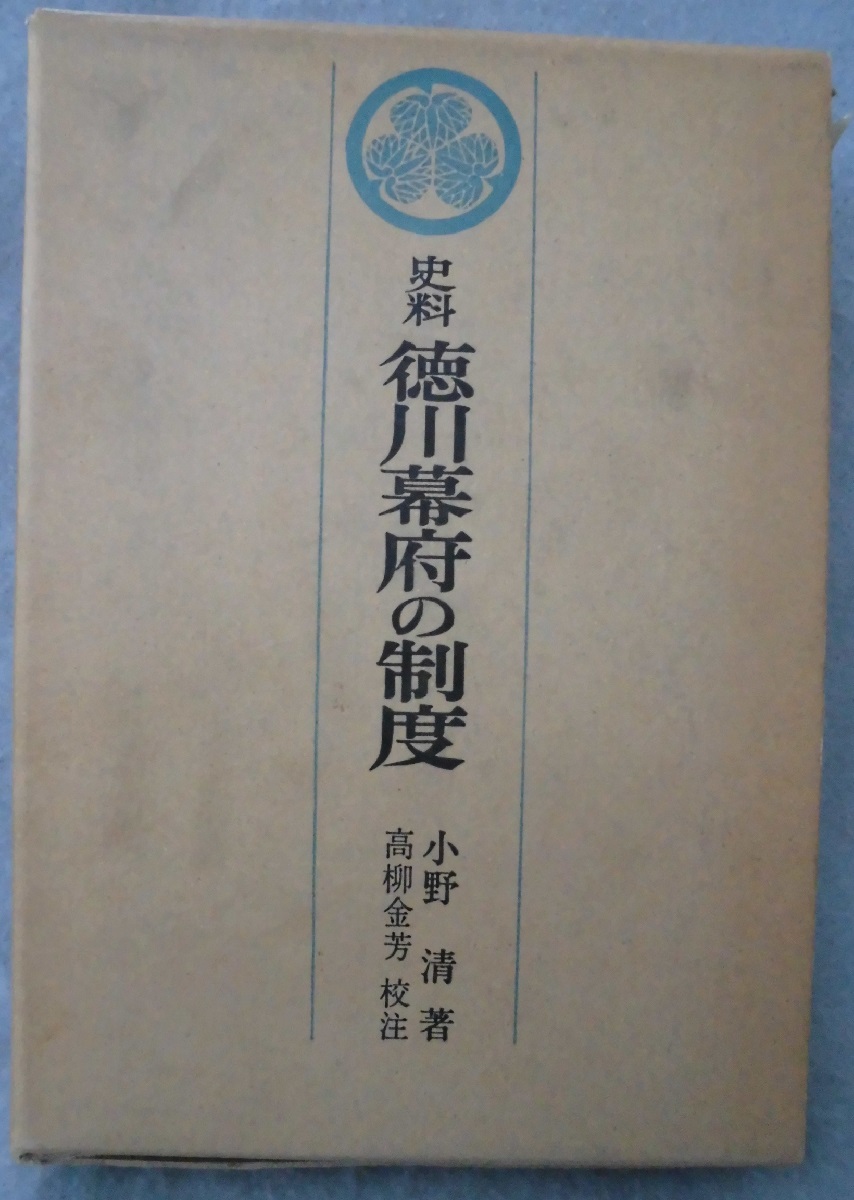 史料 徳川幕府の制度
小野 清 著
高柳金芳 校注